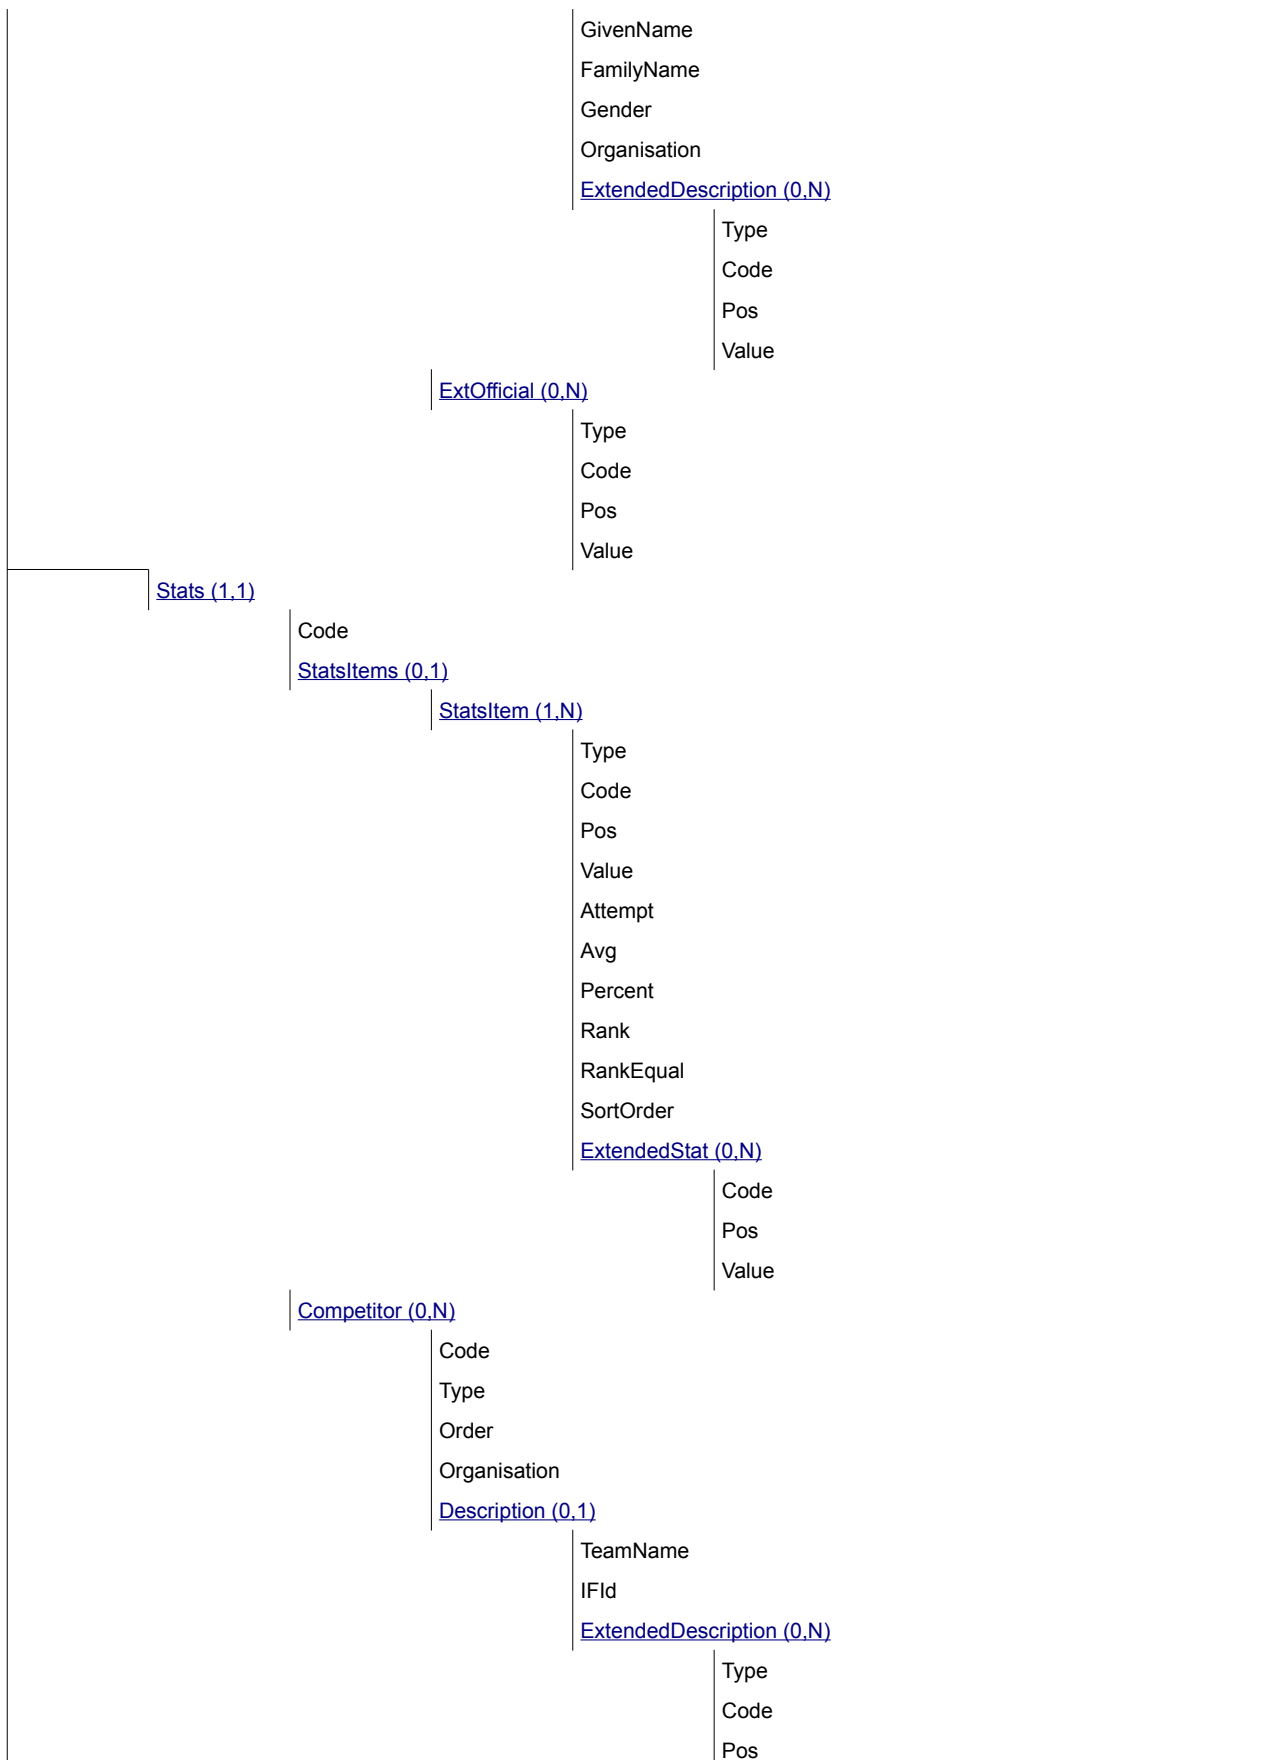 GivenName
FamilyName
Gender
Organisation
ExtendedDescription (0,N)
Type
Code
Pos
Value
ExtOfficial (0,N)
Type
Code
Pos
Value
Stats (1,1)
Code
StatsItems (0,1)
StatsItem (1,N)
Type
Code
Pos
Value
Attempt
Avg
Percent
Rank
RankEqual
SortOrder
ExtendedStat (0,N)
Code
Pos
Value
Competitor (0,N)
Code
Type
Order
Organisation
Description (0,1)
TeamName
IFId
ExtendedDescription (0,N)
Type
Code
Pos